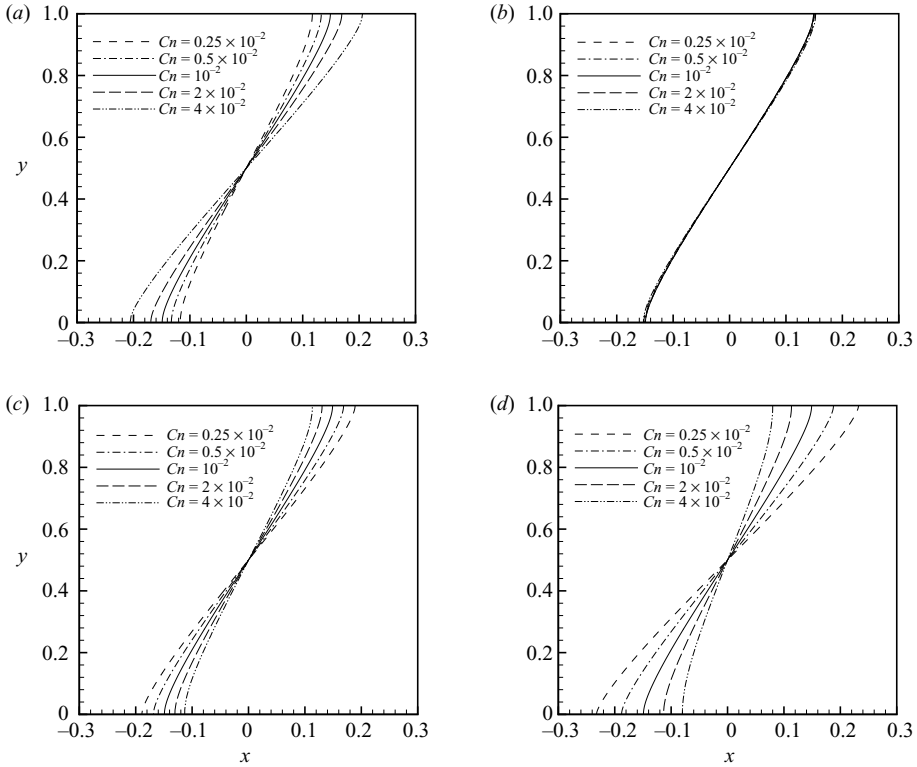 (a)
1.0
0.8
0.6
y
0.4
0.2
0
–0.3 –0.2 –0.1 0 0.1 0.2 0.3
Cn = 0.25 × 10⁻²
Cn = 0.5 × 10⁻²
Cn = 10⁻²
Cn = 2 × 10⁻²
Cn = 4 × 10⁻²
(b)
1.0
0.8
0.6
0.4
0.2
0
–0.3 –0.2 –0.1 0 0.1 0.2 0.3
Cn = 0.25 × 10⁻²
Cn = 0.5 × 10⁻²
Cn = 10⁻²
Cn = 2 × 10⁻²
Cn = 4 × 10⁻²
(c)
1.0
0.8
0.6
y
0.4
0.2
0
–0.3 –0.2 –0.1 0 0.1 0.2 0.3
x
Cn = 0.25 × 10⁻²
Cn = 0.5 × 10⁻²
Cn = 10⁻²
Cn = 2 × 10⁻²
Cn = 4 × 10⁻²
(d)
1.0
0.8
0.6
0.4
0.2
0
–0.3 –0.2 –0.1 0 0.1 0.2 0.3
x
Cn = 0.25 × 10⁻²
Cn = 0.5 × 10⁻²
Cn = 10⁻²
Cn = 2 × 10⁻²
Cn = 4 × 10⁻²